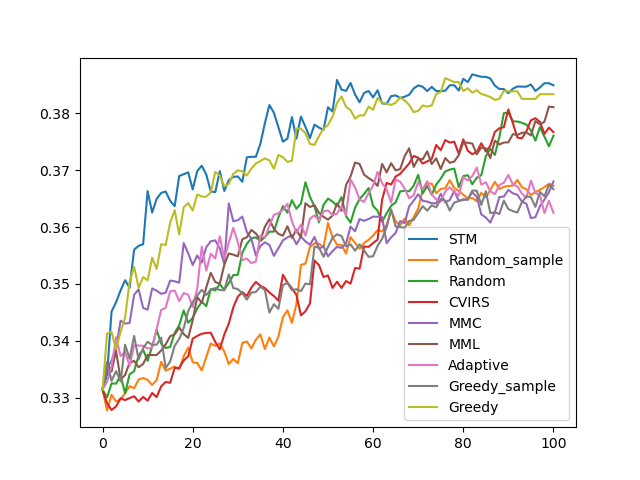 0.38
0.37
0.36
0.35
0.34
0.33
0 20 40 60 80 100
STM
Random_sample
Random
CVIRS
MMC
MML
Adaptive
Greedy_sample
Greedy